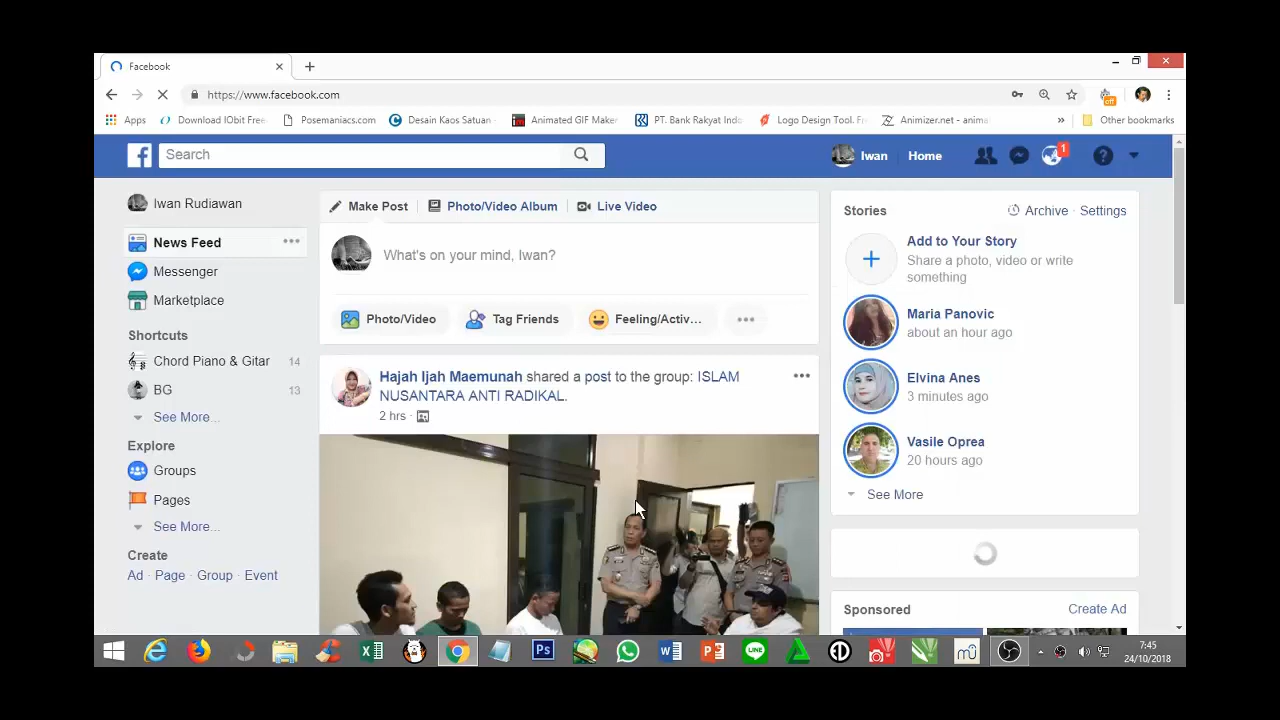 Facebook
https://www.facebook.com
off
Apps
Download IObit Free
Posemaniacs.com
Desain Kaos Satuan
Animated GIF Maker
PT. Bank Rakyat Indo
Logo Design Tool. Fr
Animizer.net - anima
»
Other bookmarks
Search
Iwan
Home
1
Iwan Rudiawan
News Feed
Messenger
Marketplace
Shortcuts
Chord Piano & Gitar 14
BG 13
See More...
Explore
Groups
Pages
See More...
Create
Ad · Page · Group · Event
Make Post
Photo/Video Album
Live Video
What's on your mind, Iwan?
Photo/Video
Tag Friends
Feeling/Activ...
Hajah Ijah Maemunah shared a post to the group: ISLAM
NUSANTARA ANTI RADIKAL.
2 hrs ·
Stories
Archive · Settings
Add to Your Story
Share a photo, video or write
something
Maria Panovic
about an hour ago
Elvina Anes
3 minutes ago
Vasile Oprea
20 hours ago
See More
Sponsored
Create Ad
Ps
LINE
7:45
24/10/2018